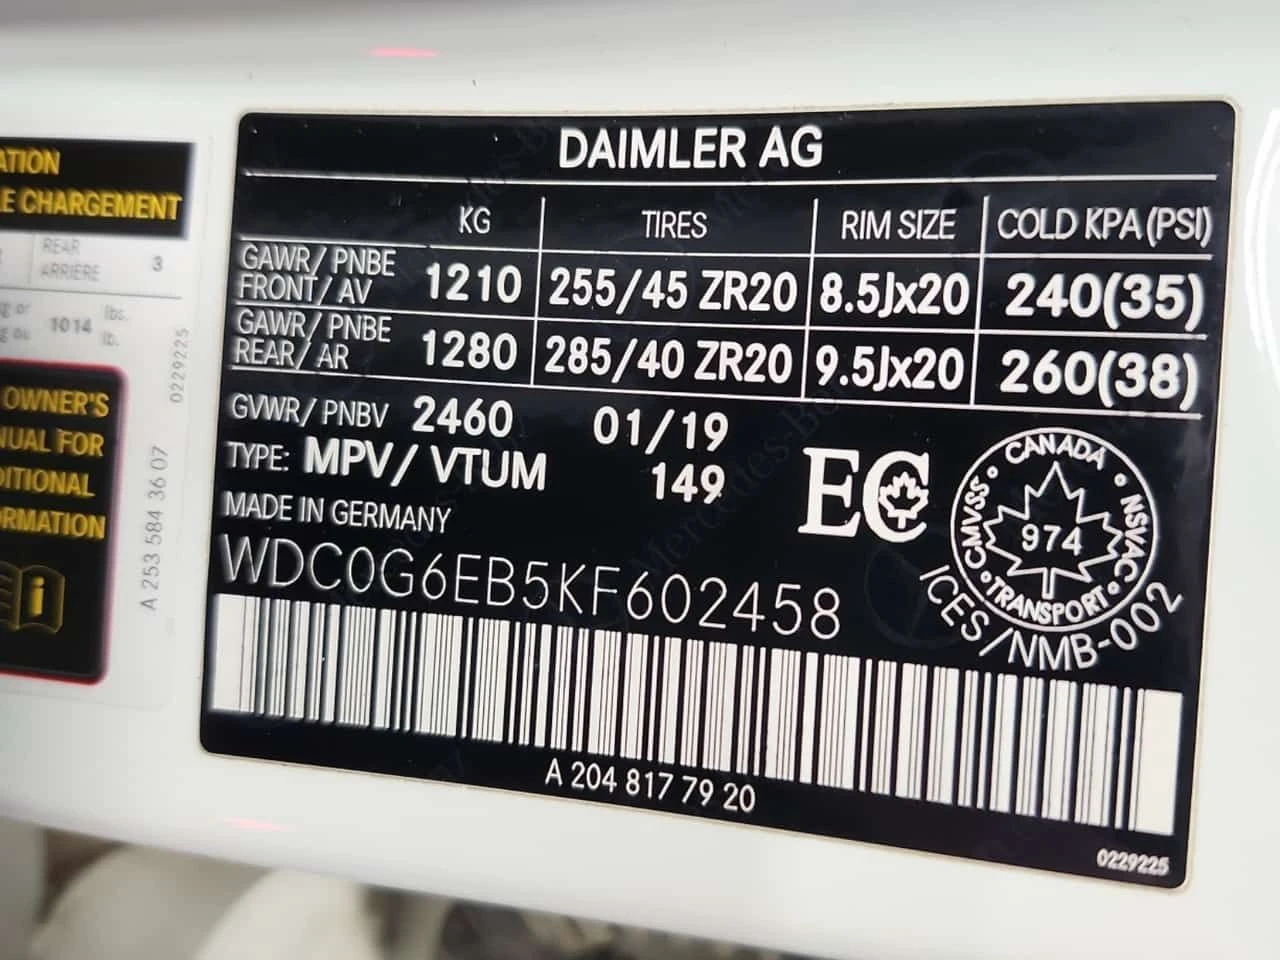 ATION
E CHARGEMENT
REAR
ARRIÈRE 3
1014 lbs.
lb.
0229225
OWNER'S
NUAL FOR
DITIONAL
ORMATION
A 253 584 36 07
DAIMLER AG
KG TIRES RIM SIZE COLD KPA (PSI)
GAWR/ PNBE
FRONT/ AV 1210 255/45 ZR20 8.5Jx20 240(35)
GAWR/ PNBE
REAR/ AR 1280 285/40 ZR20 9.5Jx20 260(38)
GVWR/ PNBV 2460 01/19
TYPE: MPV/ VTUM 149
EC
MADE IN GERMANY
WDC0G6EB5KF602458
CANADA
CMVSS • NSVAC
974
TRANSPORT
ICES/NMB-002
A 204 817 79 20
0229225